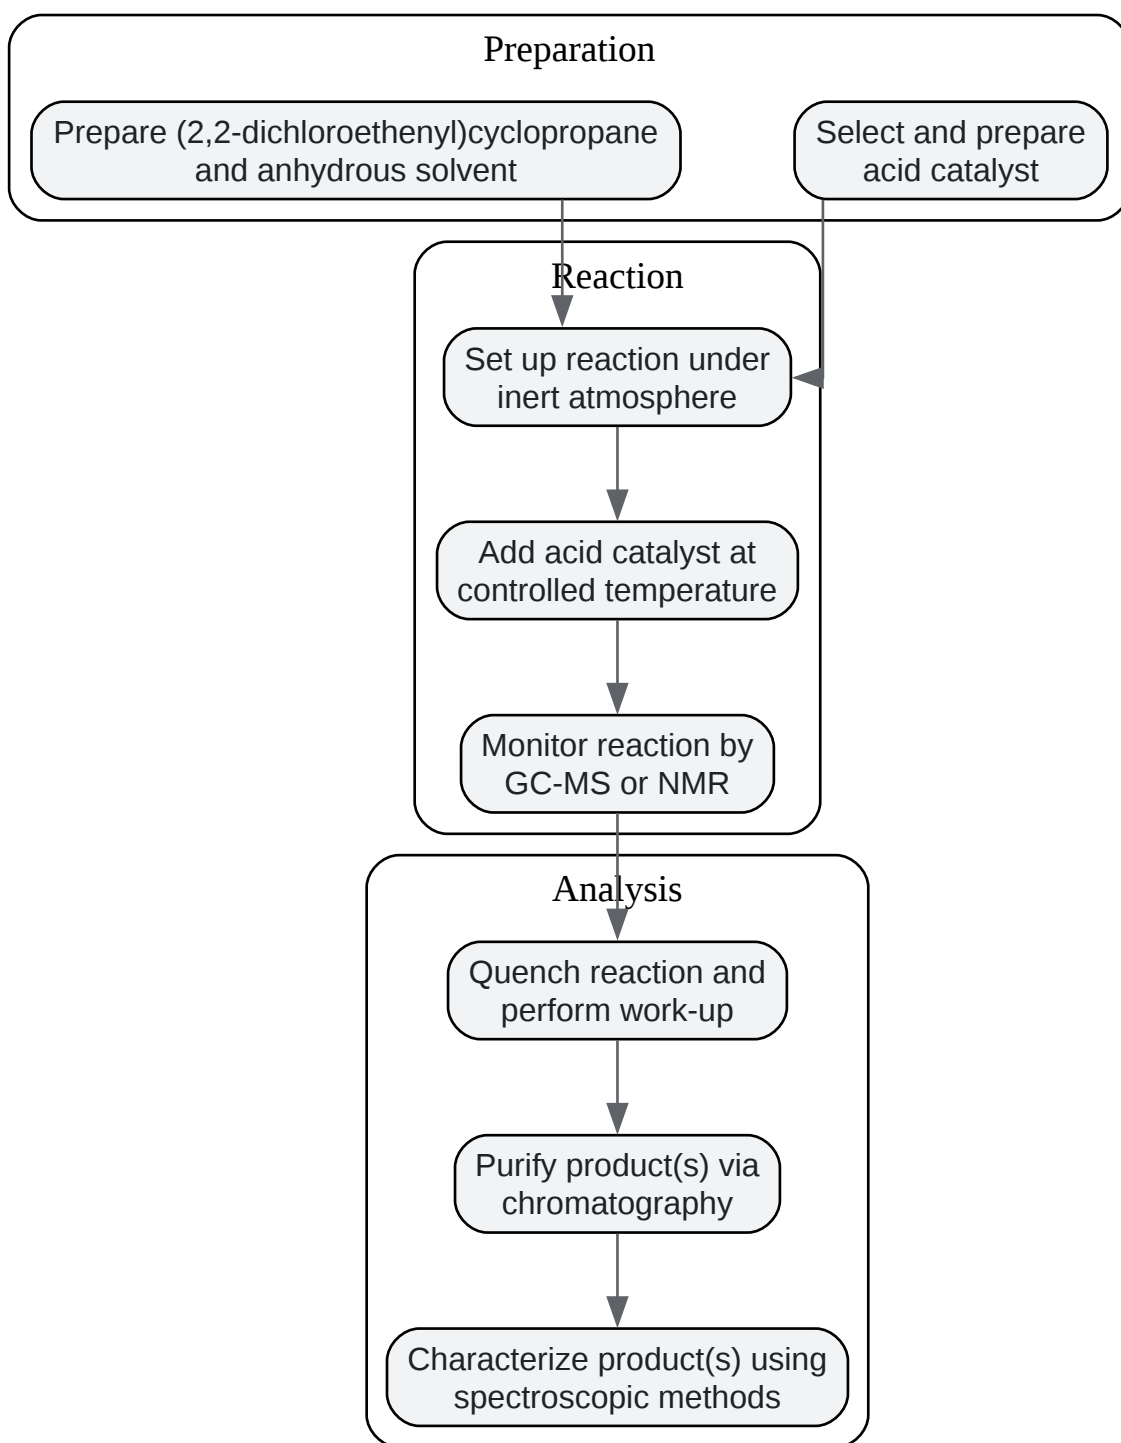 Preparation
Prepare (2,2-dichloroethenyl)cyclopropane
and anhydrous solvent
Select and prepare
acid catalyst
Reaction
Set up reaction under
inert atmosphere
Add acid catalyst at
controlled temperature
Monitor reaction by
GC-MS or NMR
Analysis
Quench reaction and
perform work-up
Purify product(s) via
chromatography
Characterize product(s) using
spectroscopic methods